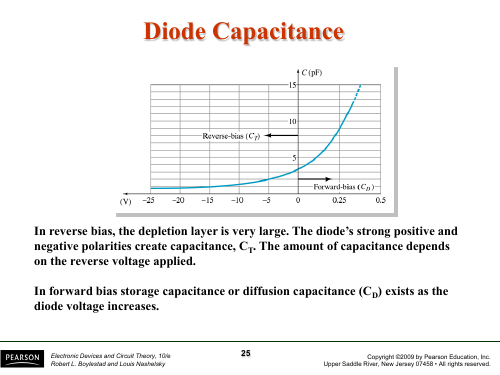 Diode Capacitance
C (pF)
15
10
Reverse-bias (CT)
5
Forward-bias (CD)
(V) −25 −20 −15 −10 −5 0 0.25 0.5
In reverse bias, the depletion layer is very large. The diode's strong positive and
negative polarities create capacitance, CT. The amount of capacitance depends
on the reverse voltage applied.
In forward bias storage capacitance or diffusion capacitance (CD) exists as the
diode voltage increases.
PEARSON
Electronic Devices and Circuit Theory, 10/e
Robert L. Boylestad and Louis Nashelsky
25
Copyright ©2009 by Pearson Education, Inc.
Upper Saddle River, New Jersey 07458 • All rights reserved.